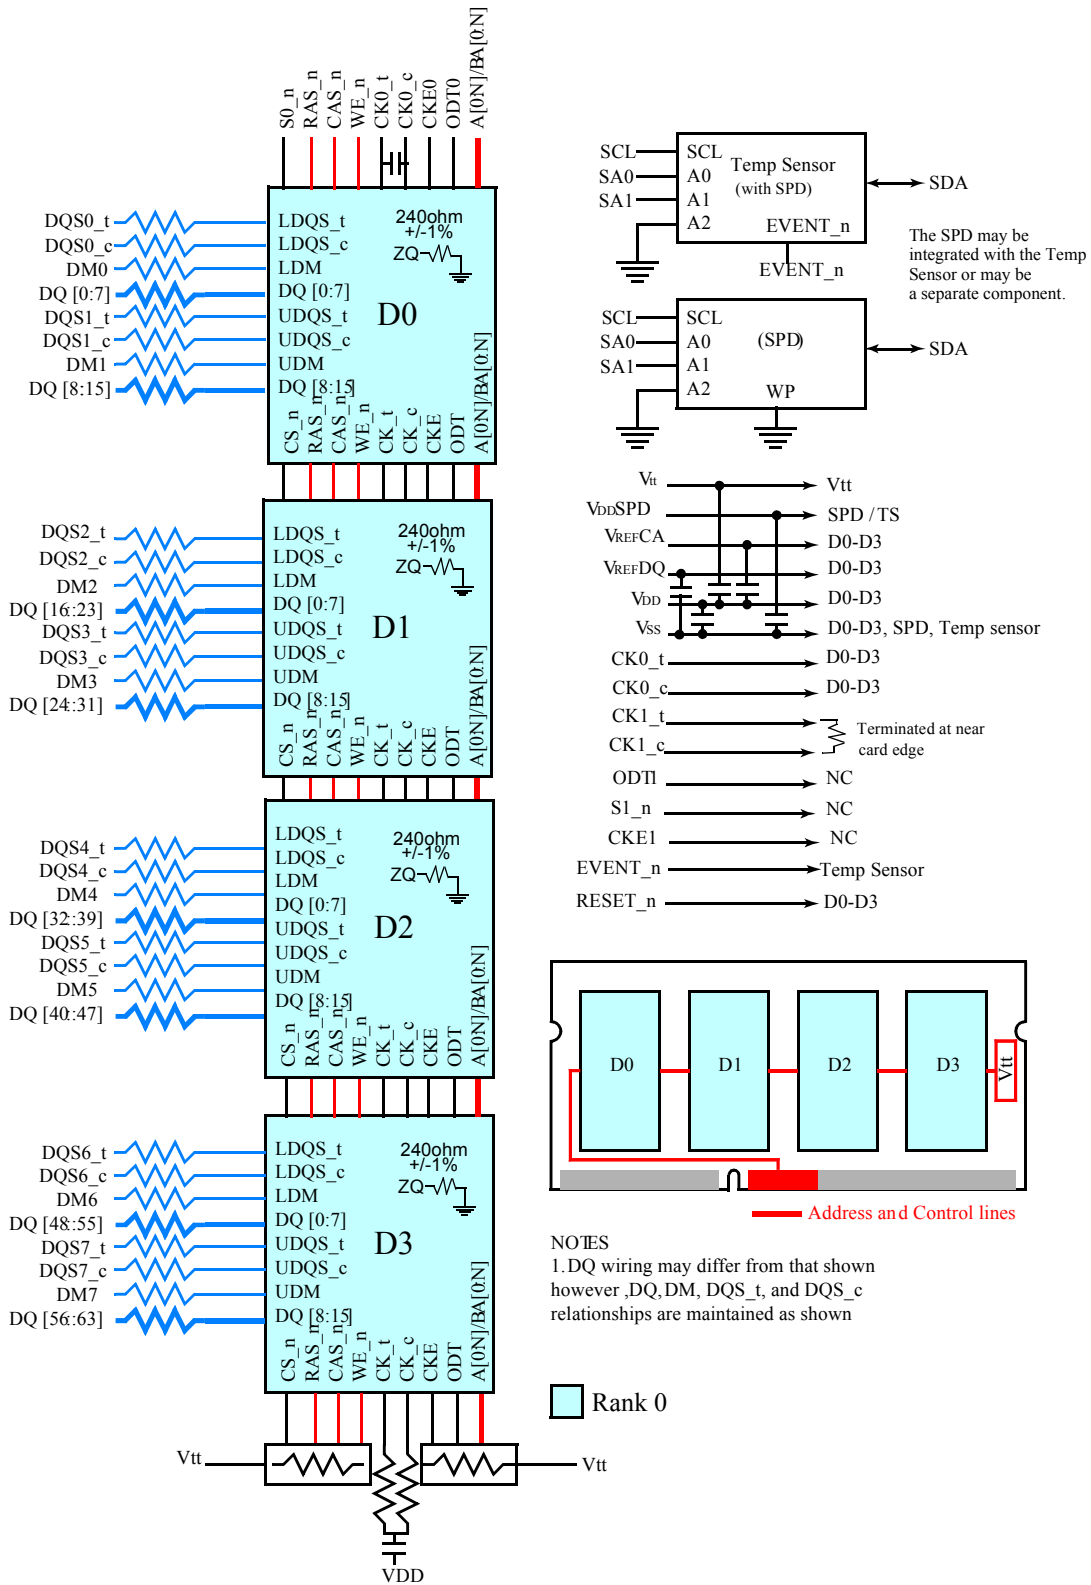 S0_n
RAS_n
CAS_n
WE_n
CK0_t
CK0_c
CKE0
ODT0
A[0:N]/BA[0:N]
DQS0_t
DQS0_c
DM0
DQ [0:7]
DQS1_t
DQS1_c
DM1
DQ [8:15]
LDQS_t
LDQS_c
LDM
DQ [0:7]
UDQS_t
UDQS_c
UDM
DQ [8:15]
240ohm
+/-1%
ZQ
D0
CS_n
RAS_n
CAS_n
WE_n
CK_t
CK_c
CKE
ODT
A[0:N]/BA[0:N]
DQS2_t
DQS2_c
DM2
DQ [16:23]
DQS3_t
DQS3_c
DM3
DQ [24:31]
LDQS_t
LDQS_c
LDM
DQ [0:7]
UDQS_t
UDQS_c
UDM
DQ [8:15]
240ohm
+/-1%
ZQ
D1
CS_n
RAS_n
CAS_n
WE_n
CK_t
CK_c
CKE
ODT
A[0:N]/BA[0:N]
DQS4_t
DQS4_c
DM4
DQ [32:39]
DQS5_t
DQS5_c
DM5
DQ [40:47]
LDQS_t
LDQS_c
LDM
DQ [0:7]
UDQS_t
UDQS_c
UDM
DQ [8:15]
240ohm
+/-1%
ZQ
D2
CS_n
RAS_n
CAS_n
WE_n
CK_t
CK_c
CKE
ODT
A[0:N]/BA[0:N]
DQS6_t
DQS6_c
DM6
DQ [48:55]
DQS7_t
DQS7_c
DM7
DQ [56:63]
LDQS_t
LDQS_c
LDM
DQ [0:7]
UDQS_t
UDQS_c
UDM
DQ [8:15]
240ohm
+/-1%
ZQ
D3
CS_n
RAS_n
CAS_n
WE_n
CK_t
CK_c
CKE
ODT
A[0:N]/BA[0:N]
Vtt
Vtt
VDD
SCL
SA0
SA1
SCL
A0
A1
A2
Temp Sensor
(with SPD)
EVENT_n
EVENT_n
SDA
The SPD may be
integrated with the Temp
Sensor or may be
a separate component.
SCL
SA0
SA1
SCL
A0
A1
A2
(SPD)
WP
SDA
Vtt Vtt
VDDSPD SPD / TS
VREFCA D0-D3
VREFDQ D0-D3
VDD D0-D3
VSS D0-D3, SPD, Temp sensor
CK0_t D0-D3
CK0_c D0-D3
CK1_t
CK1_c
Terminated at near
card edge
ODT1 NC
S1_n NC
CKE1 NC
EVENT_n Temp Sensor
RESET_n D0-D3
D0
D1
D2
D3
Vtt
Address and Control lines
NOTES
1. DQ wiring may differ from that shown
however ,DQ, DM, DQS_t, and DQS_c
relationships are maintained as shown
Rank 0